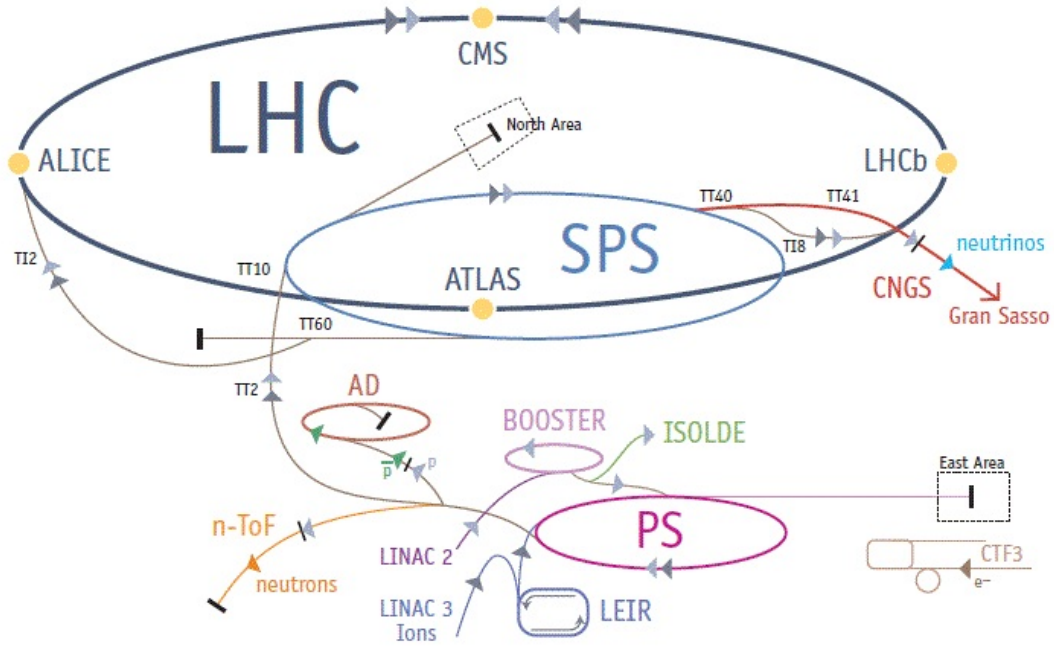 CMS
LHC
North Area
ALICE
LHCb
TT40
TT41
SPS
TI8
neutrinos
TI2
TT10
ATLAS
CNGS
Gran Sasso
TT60
TT2
AD
BOOSTER
ISOLDE
p̅
p
East Area
n-ToF
PS
LINAC 2
CTF3
neutrons
e-
LINAC 3
Ions
LEIR